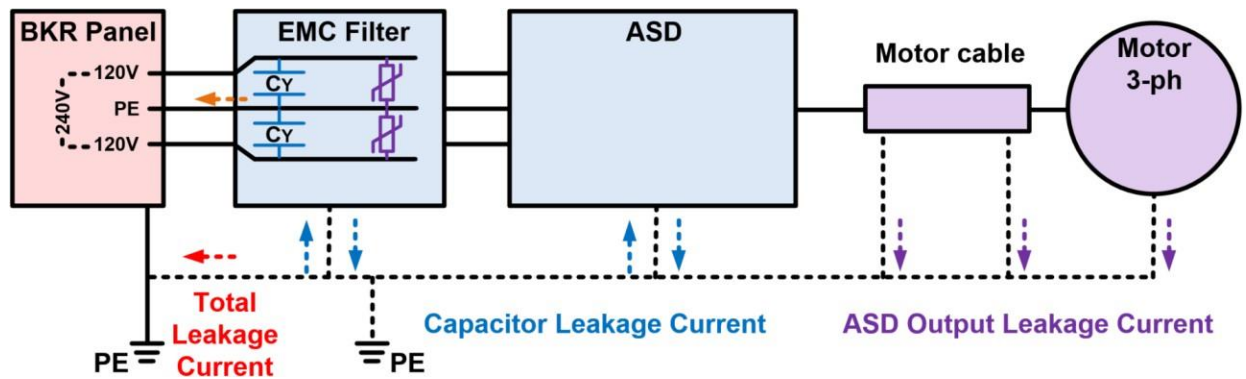 BKR Panel
120V
240V
PE
120V
EMC Filter
CY
CY
ASD
Motor cable
Motor
3-ph
Total
Leakage
Current
PE
PE
Capacitor Leakage Current
ASD Output Leakage Current